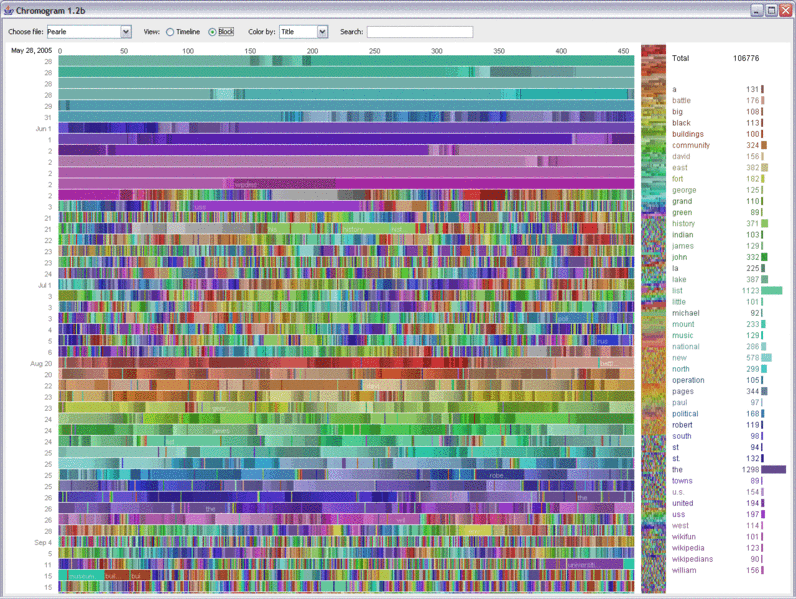 Chromogram 1.2b
Choose file: Pearle View: Timeline Block Color by: Title Search:
May 28, 2005 0 50 100 150 200 250 300 350 400 450
28
28
28
28
29
31
Jun 1
1
2
2
2
2
2
21
21
22
23
23
24
Jul 1
3
3
3
4
5
6
Aug 20
20
22
23
23
24
24
24
25
25
25
25
26
26
26
28
Sep 4
5
11
15
15
the
the
robe
Total 106776
a 131
battle 176
big 108
black 113
buildings 100
community 324
david 156
east 382
fort 182
george 125
grand 110
green 89
history 371
indian 103
james 129
john 332
la 225
lake 387
list 1123
little 101
michael 92
mount 233
music 129
national 286
new 578
north 299
operation 105
pages 344
paul 97
political 168
robert 119
south 98
st 94
st. 132
the 1298
towns 89
u.s. 154
united 194
uss 197
west 114
wikifun 101
wikipedia 123
wikipedians 90
william 156